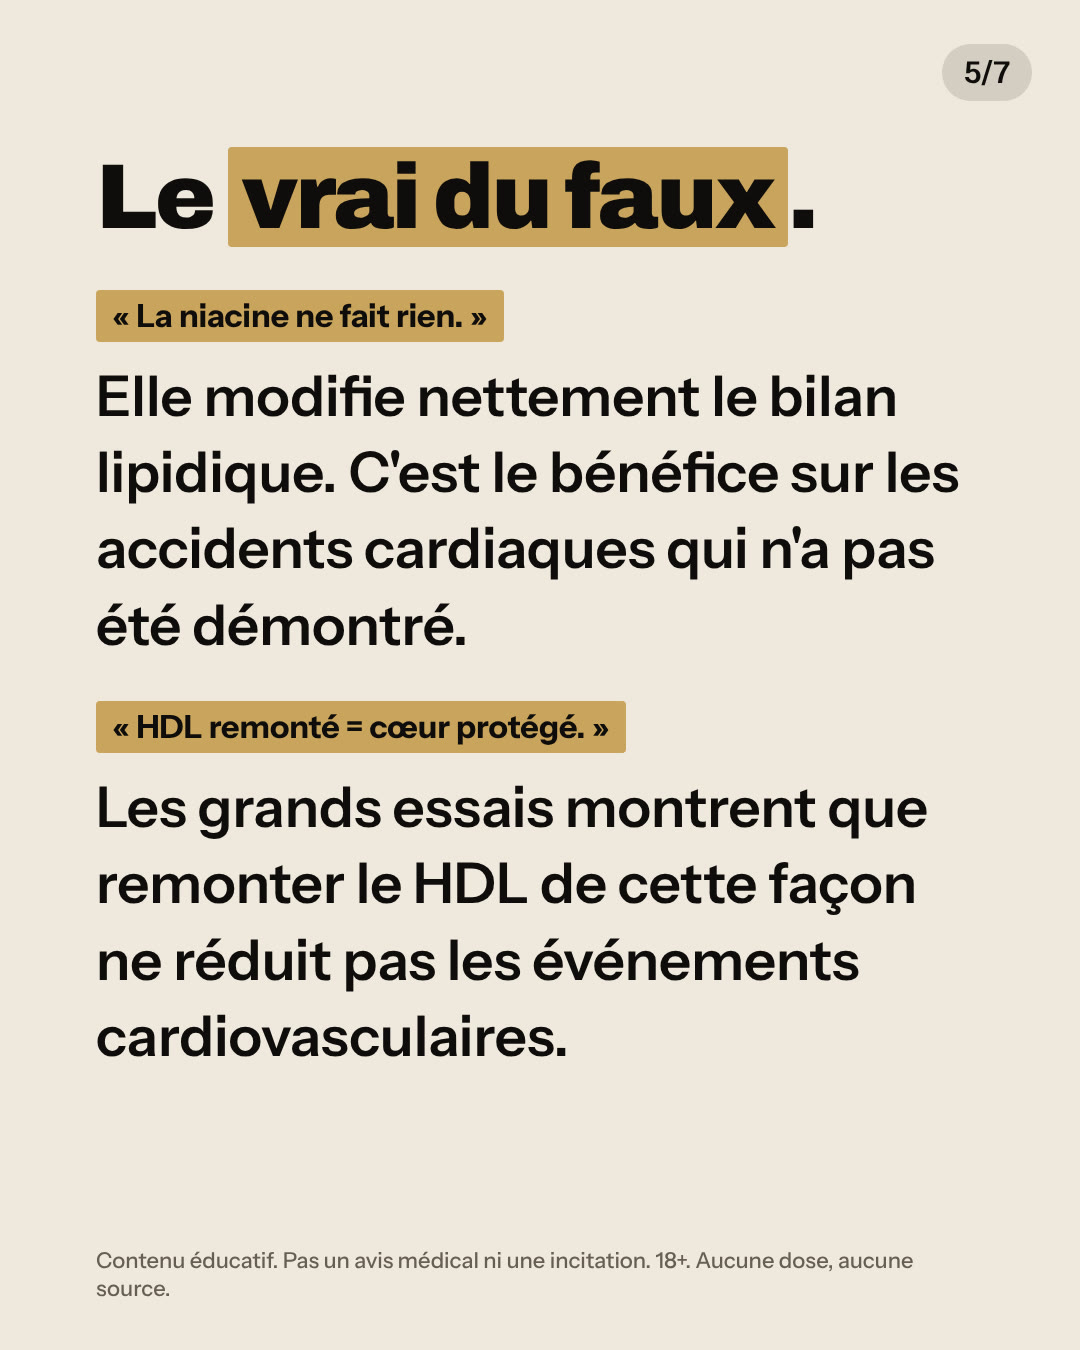 5/7
Le vrai du faux.
« La niacine ne fait rien. »
Elle modifie nettement le bilan
lipidique. C'est le bénéfice sur les
accidents cardiaques qui n'a pas
été démontré.
« HDL remonté = cœur protégé. »
Les grands essais montrent que
remonter le HDL de cette façon
ne réduit pas les événements
cardiovasculaires.
Contenu éducatif. Pas un avis médical ni une incitation. 18+. Aucune dose, aucune
source.